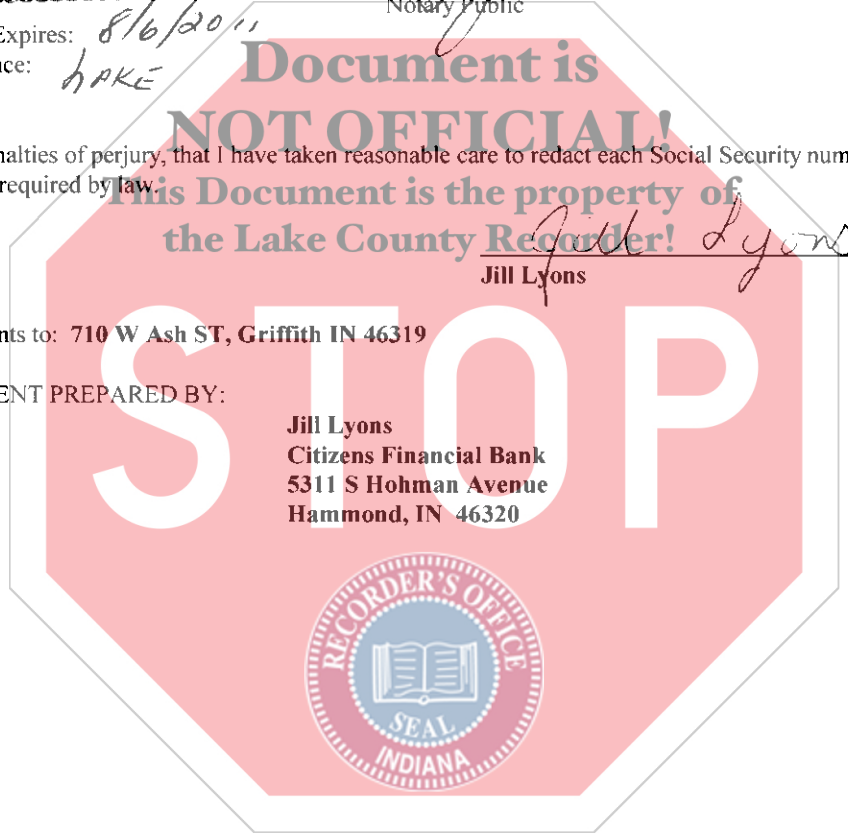 Notary Public
Expires: 8/6/2011
nce: LAKE
Document is
NOT OFFICIAL!
nalties of perjury, that I have taken reasonable care to redact each Social Security num
required by law.
This Document is the property of
the Lake County Recorder!
Jill Lyons
Jill Lyons
nts to: 710 W Ash ST, Griffith IN 46319
ENT PREPARED BY:
Jill Lyons
Citizens Financial Bank
5311 S Hohman Avenue
Hammond, IN 46320
STOP
RECORDER'S OFFICE
SEAL
INDIANA